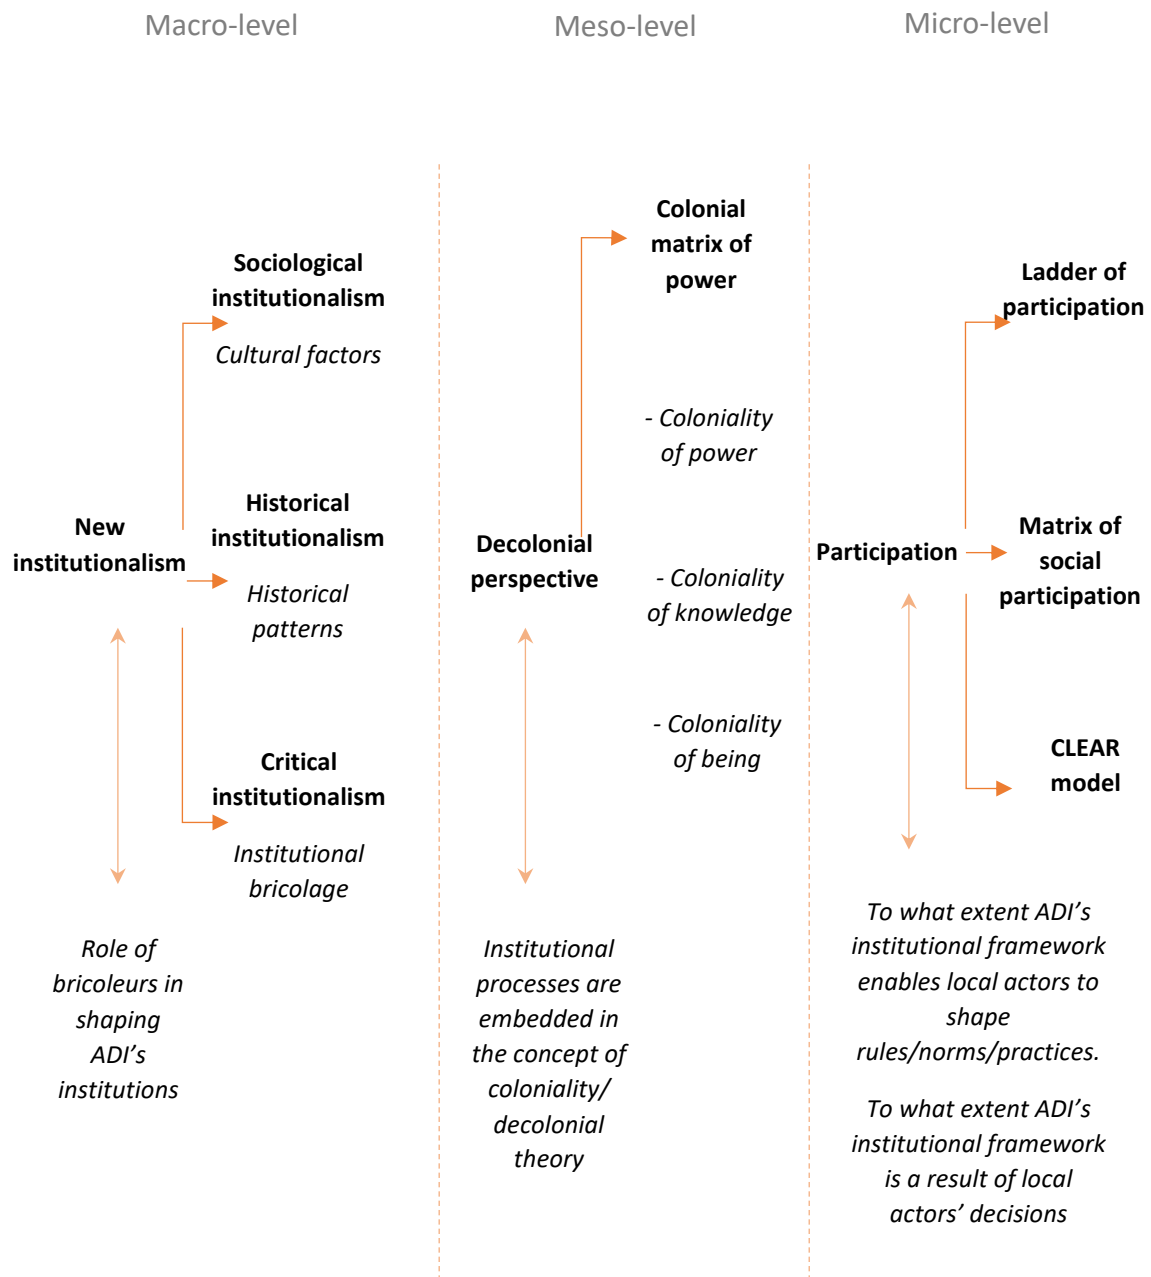 Macro-level
Meso-level
Micro-level
Sociological
institutionalism
Cultural factors
New
institutionalism
Historical
institutionalism
Historical
patterns
Critical
institutionalism
Institutional
bricolage
Role of
bricoleurs in
shaping
ADI’s
institutions
Colonial
matrix of
power
- Coloniality
of power
Decolonial
perspective
- Coloniality
of knowledge
- Coloniality
of being
Institutional
processes are
embedded in
the concept of
coloniality/
decolonial
theory
Ladder of
participation
Participation
Matrix of
social
participation
CLEAR
model
To what extent ADI’s
institutional framework
enables local actors to
shape
rules/norms/practices.
To what extent ADI’s
institutional framework
is a result of local
actors’ decisions